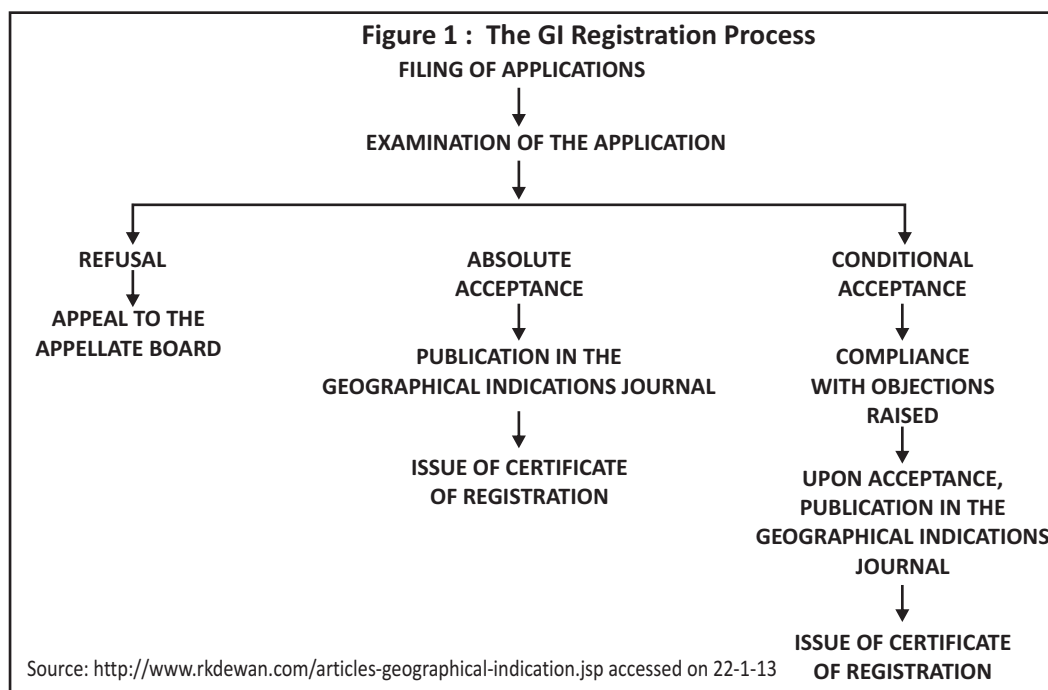 Figure 1 : The GI Registration Process
FILING OF APPLICATIONS
EXAMINATION OF THE APPLICATION
REFUSAL
APPEAL TO THE
APPELLATE BOARD
ABSOLUTE
ACCEPTANCE
PUBLICATION IN THE
GEOGRAPHICAL INDICATIONS JOURNAL
ISSUE OF CERTIFICATE
OF REGISTRATION
CONDITIONAL
ACCEPTANCE
COMPLIANCE
WITH OBJECTIONS
RAISED
UPON ACCEPTANCE,
PUBLICATION IN THE
GEOGRAPHICAL INDICATIONS
JOURNAL
ISSUE OF CERTIFICATE
OF REGISTRATION
Source: http://www.rkdewan.com/articles-geographical-indication.jsp accessed on 22-1-13